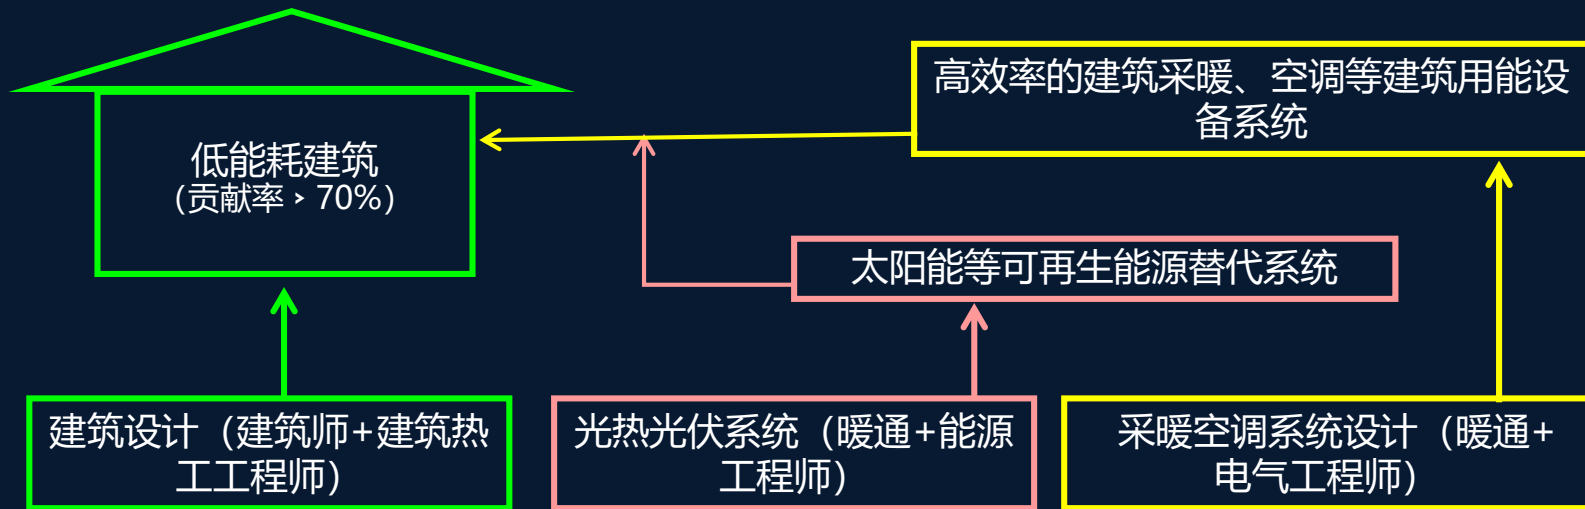 高效率的建筑采暖、空调等建筑用能设
备系统
低能耗建筑
（贡献率 > 70%）
太阳能等可再生能源替代系统
建筑设计（建筑师+建筑热
工工程师）
光热光伏系统（暖通+能源
工程师）
采暖空调系统设计（暖通+
电气工程师）